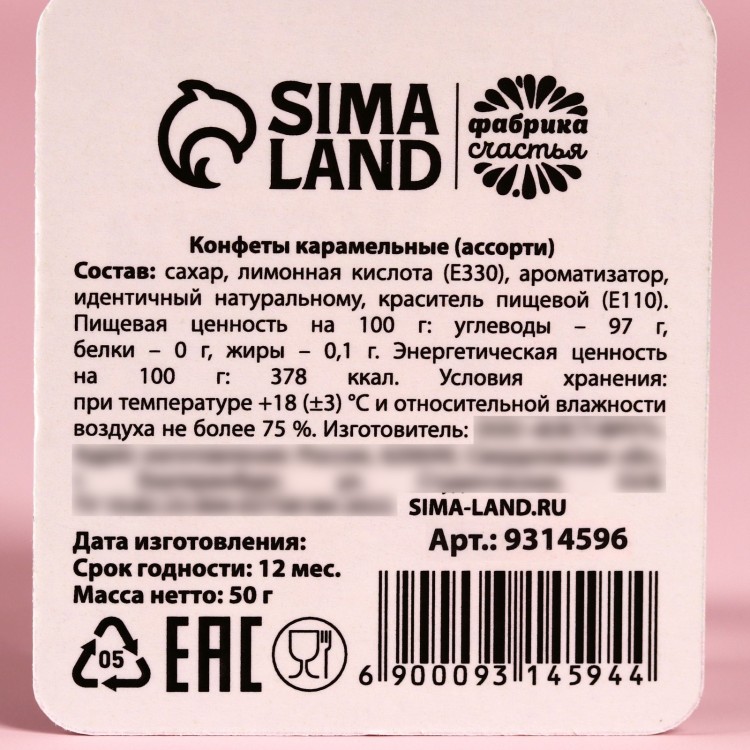 SIMA
LAND
фабрика
счастья
Конфеты карамельные (ассорти)
Состав: сахар, лимонная кислота (Е330), ароматизатор,
идентичный натуральному, краситель пищевой (Е110).
Пищевая ценность на 100 г: углеводы – 97 г,
белки – 0 г, жиры – 0,1 г. Энергетическая ценность
на 100 г: 378 ккал. Условия хранения:
при температуре +18 (±3) °С и относительной влажности
воздуха не более 75 %. Изготовитель:
SIMA-LAND.RU
Дата изготовления:
Арт.: 9314596
Срок годности: 12 мес.
Масса нетто: 50 г
05
ЕАС
6 900093 145944